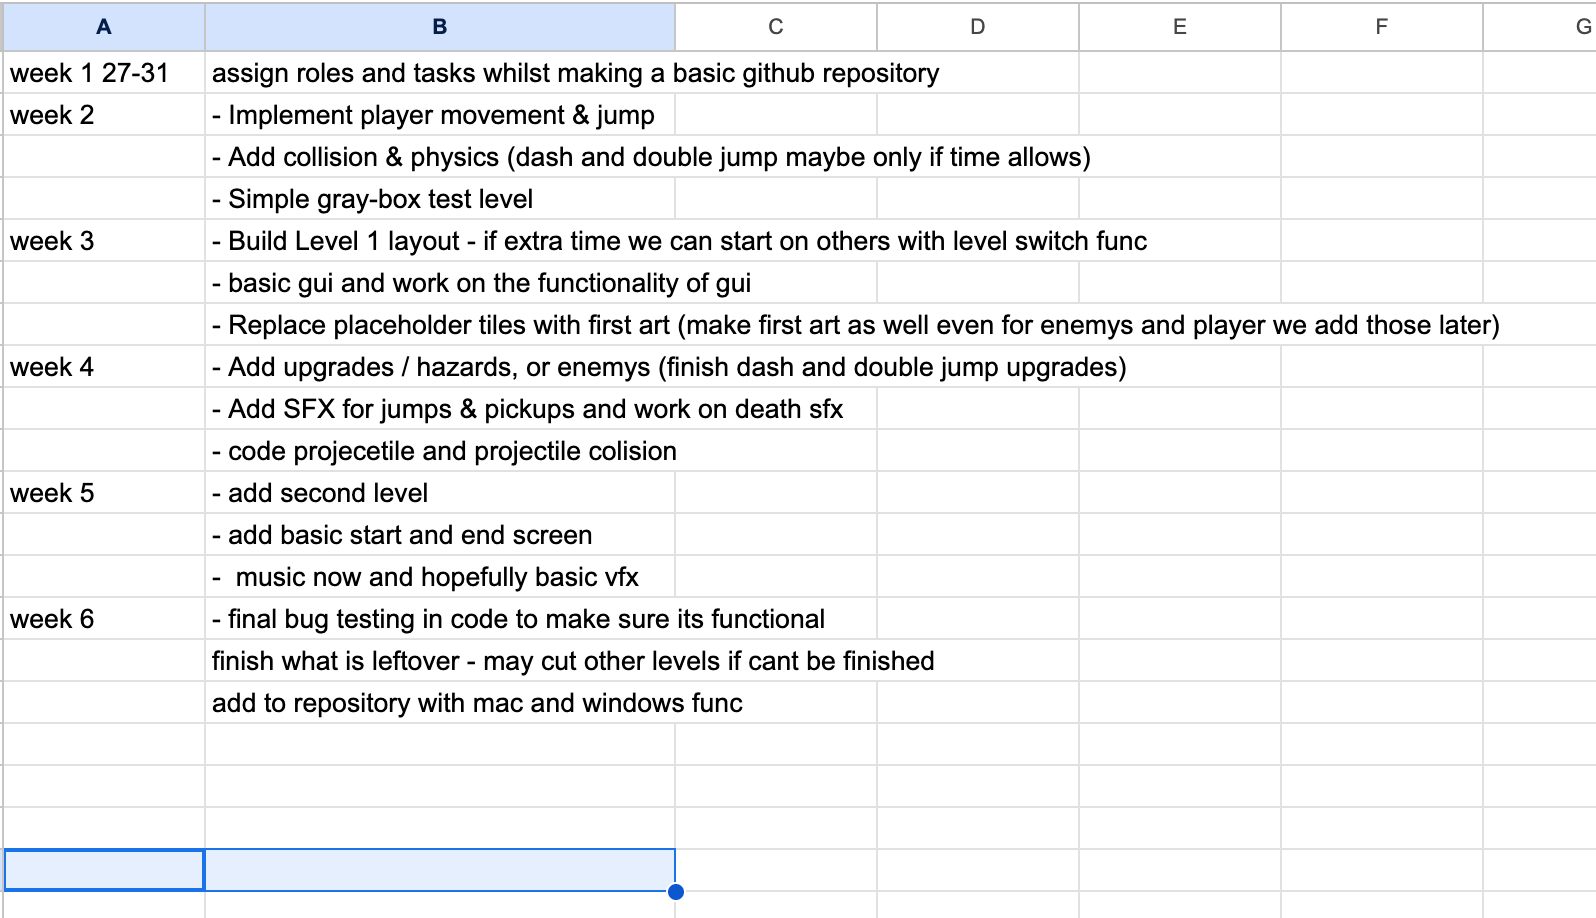 A B C D E F G
week 1 27-31 assign roles and tasks whilst making a basic github repository
week 2 - Implement player movement & jump
- Add collision & physics (dash and double jump maybe only if time allows)
- Simple gray-box test level
week 3 - Build Level 1 layout - if extra time we can start on others with level switch func
- basic gui and work on the functionality of gui
- Replace placeholder tiles with first art (make first art as well even for enemys and player we add those later)
week 4 - Add upgrades / hazards, or enemys (finish dash and double jump upgrades)
- Add SFX for jumps & pickups and work on death sfx
- code projecetile and projectile colision
week 5 - add second level
- add basic start and end screen
-  music now and hopefully basic vfx
week 6 - final bug testing in code to make sure its functional
finish what is leftover - may cut other levels if cant be finished
add to repository with mac and windows func